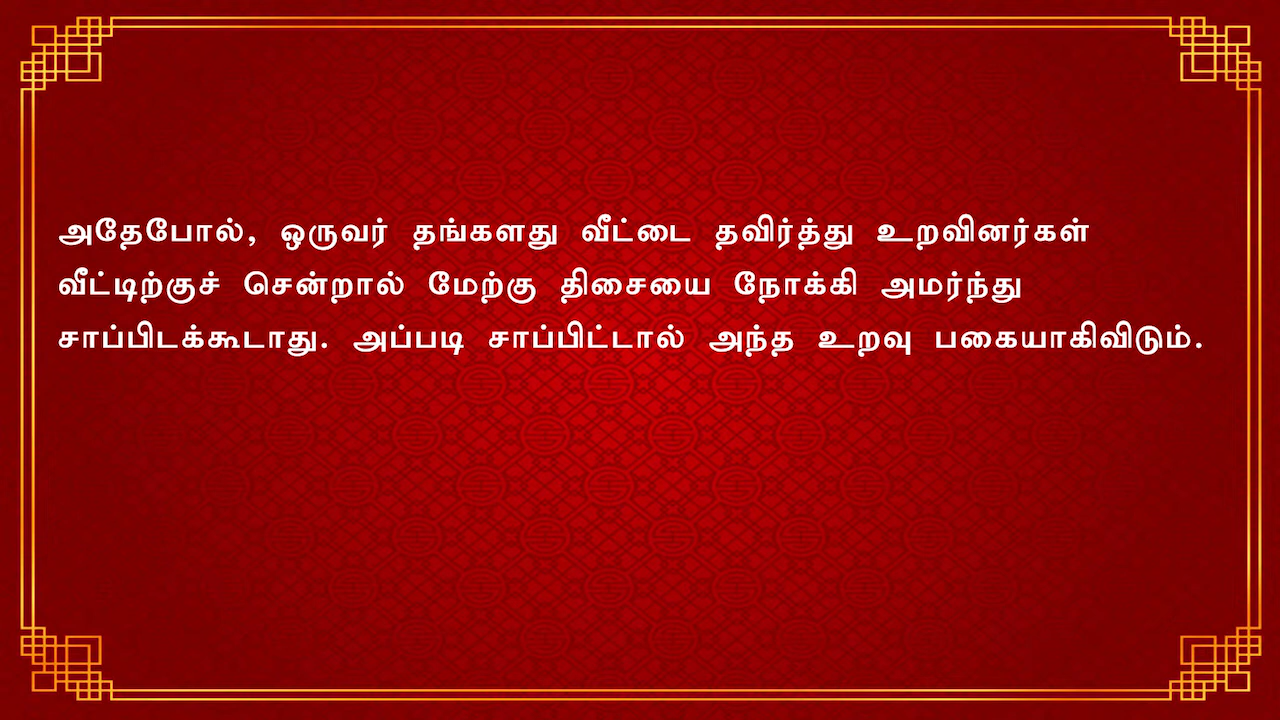 அதேபோல், ஒருவர் தங்களது வீட்டை தவிர்த்து உறவினர்கள்
வீட்டிற்குச் சென்றால் மேற்கு திசையை நோக்கி அமர்ந்து
சாப்பிடக்கூடாது. அப்படி சாப்பிட்டால் அந்த உறவு பகையாகிவிடும்.